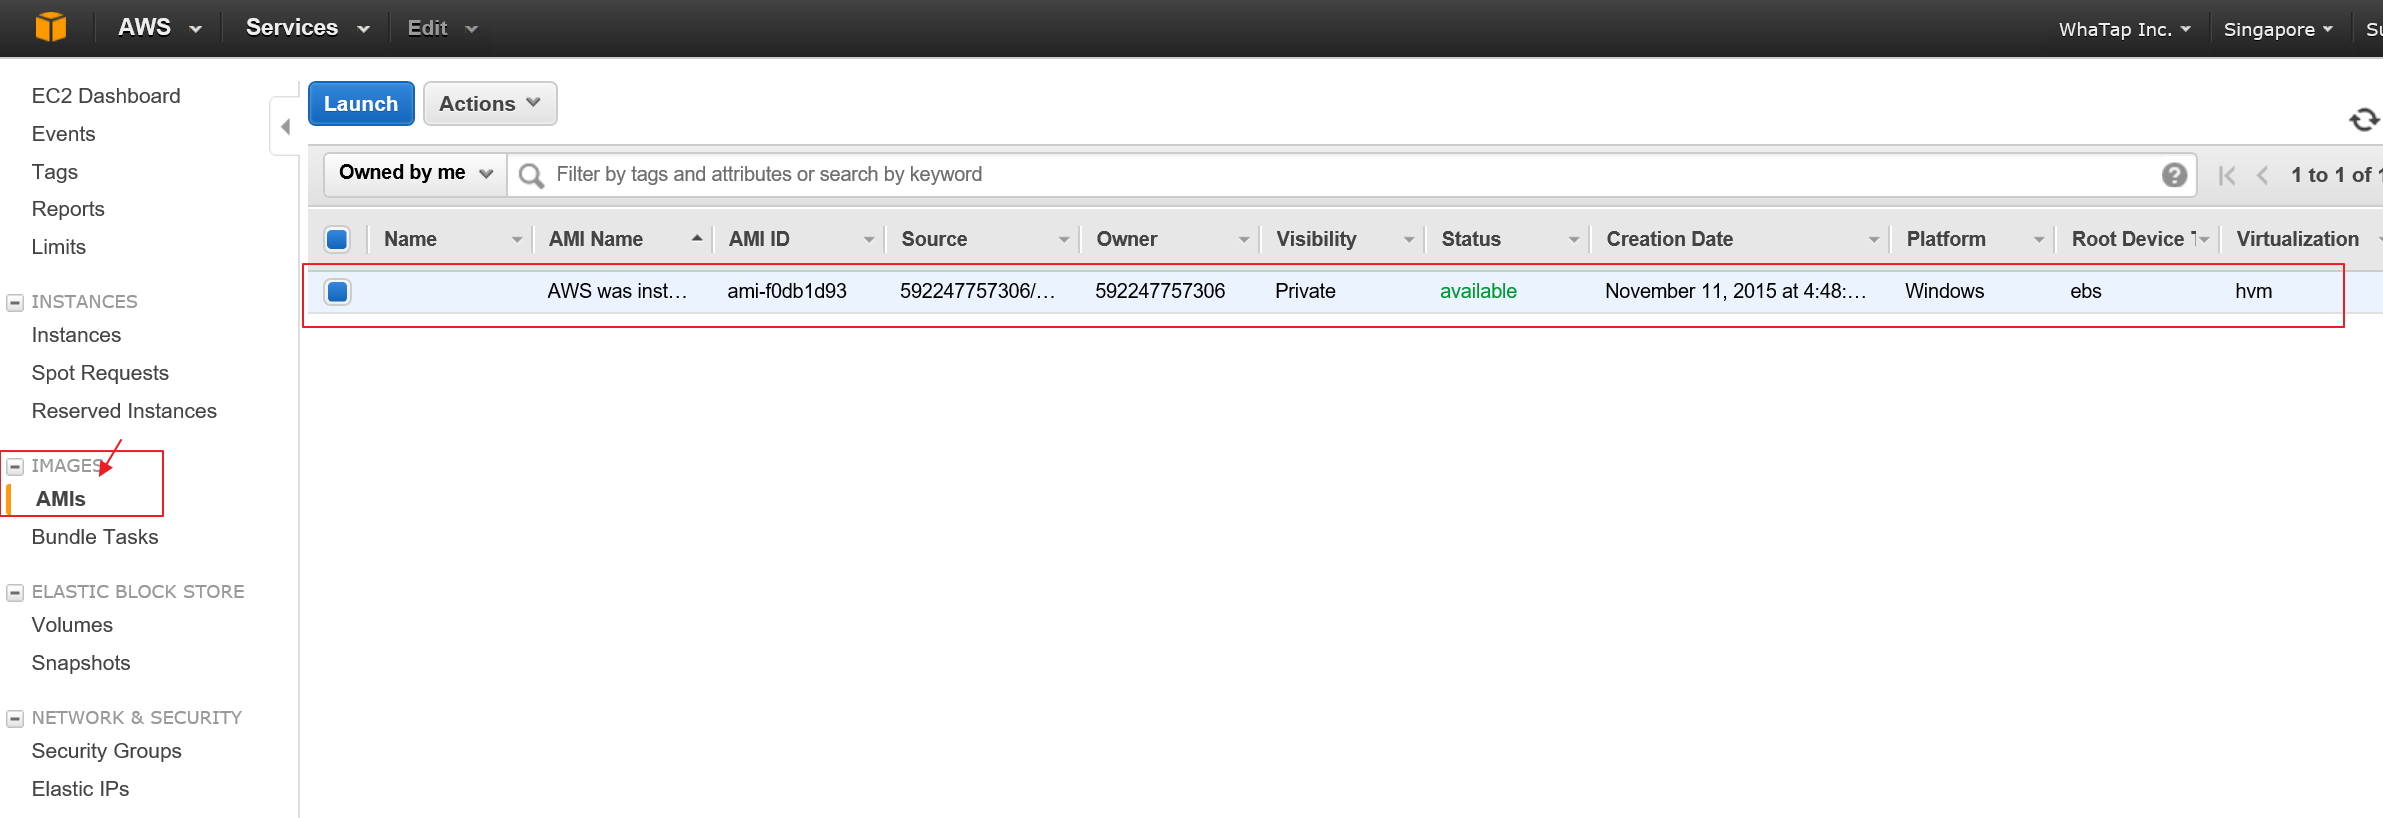 AWS Services Edit WhaTap Inc. Singapore
EC2 Dashboard
Events
Tags
Reports
Limits
INSTANCES
Instances
Spot Requests
Reserved Instances
IMAGES
AMIs
Bundle Tasks
ELASTIC BLOCK STORE
Volumes
Snapshots
NETWORK & SECURITY
Security Groups
Elastic IPs
Launch Actions
Owned by me Filter by tags and attributes or search by keyword ? 1 to 1 of
Name AMI Name AMI ID Source Owner Visibility Status Creation Date Platform Root Device Virtualization
AWS was inst... ami-f0db1d93 592247757306/... 592247757306 Private available November 11, 2015 at 4:48:... Windows ebs hvm